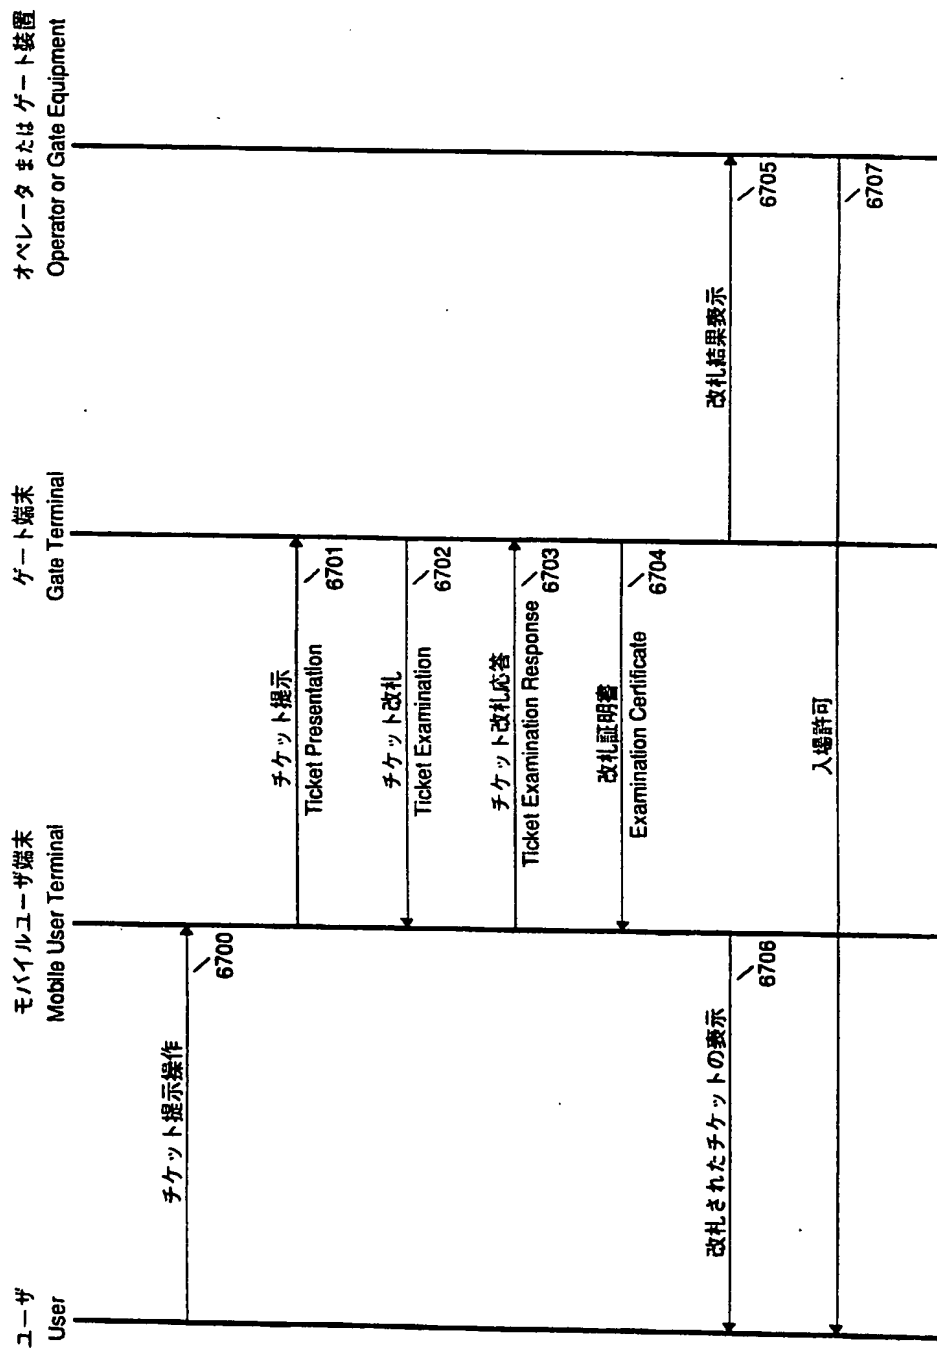 ユーザ
User
モバイルユーザ端末
Mobile User Terminal
ゲート端末
Gate Terminal
オペレータ または ゲート装置
Operator or Gate Equipment
チケット提示操作
6700
チケット提示
Ticket Presentation
6701
チケット改札
Ticket Examination
6702
チケット改札応答
Ticket Examination Response
6703
改札証明書
Examination Certificate
6704
改札結果表示
6705
改札されたチケットの表示
6706
入場許可
6707